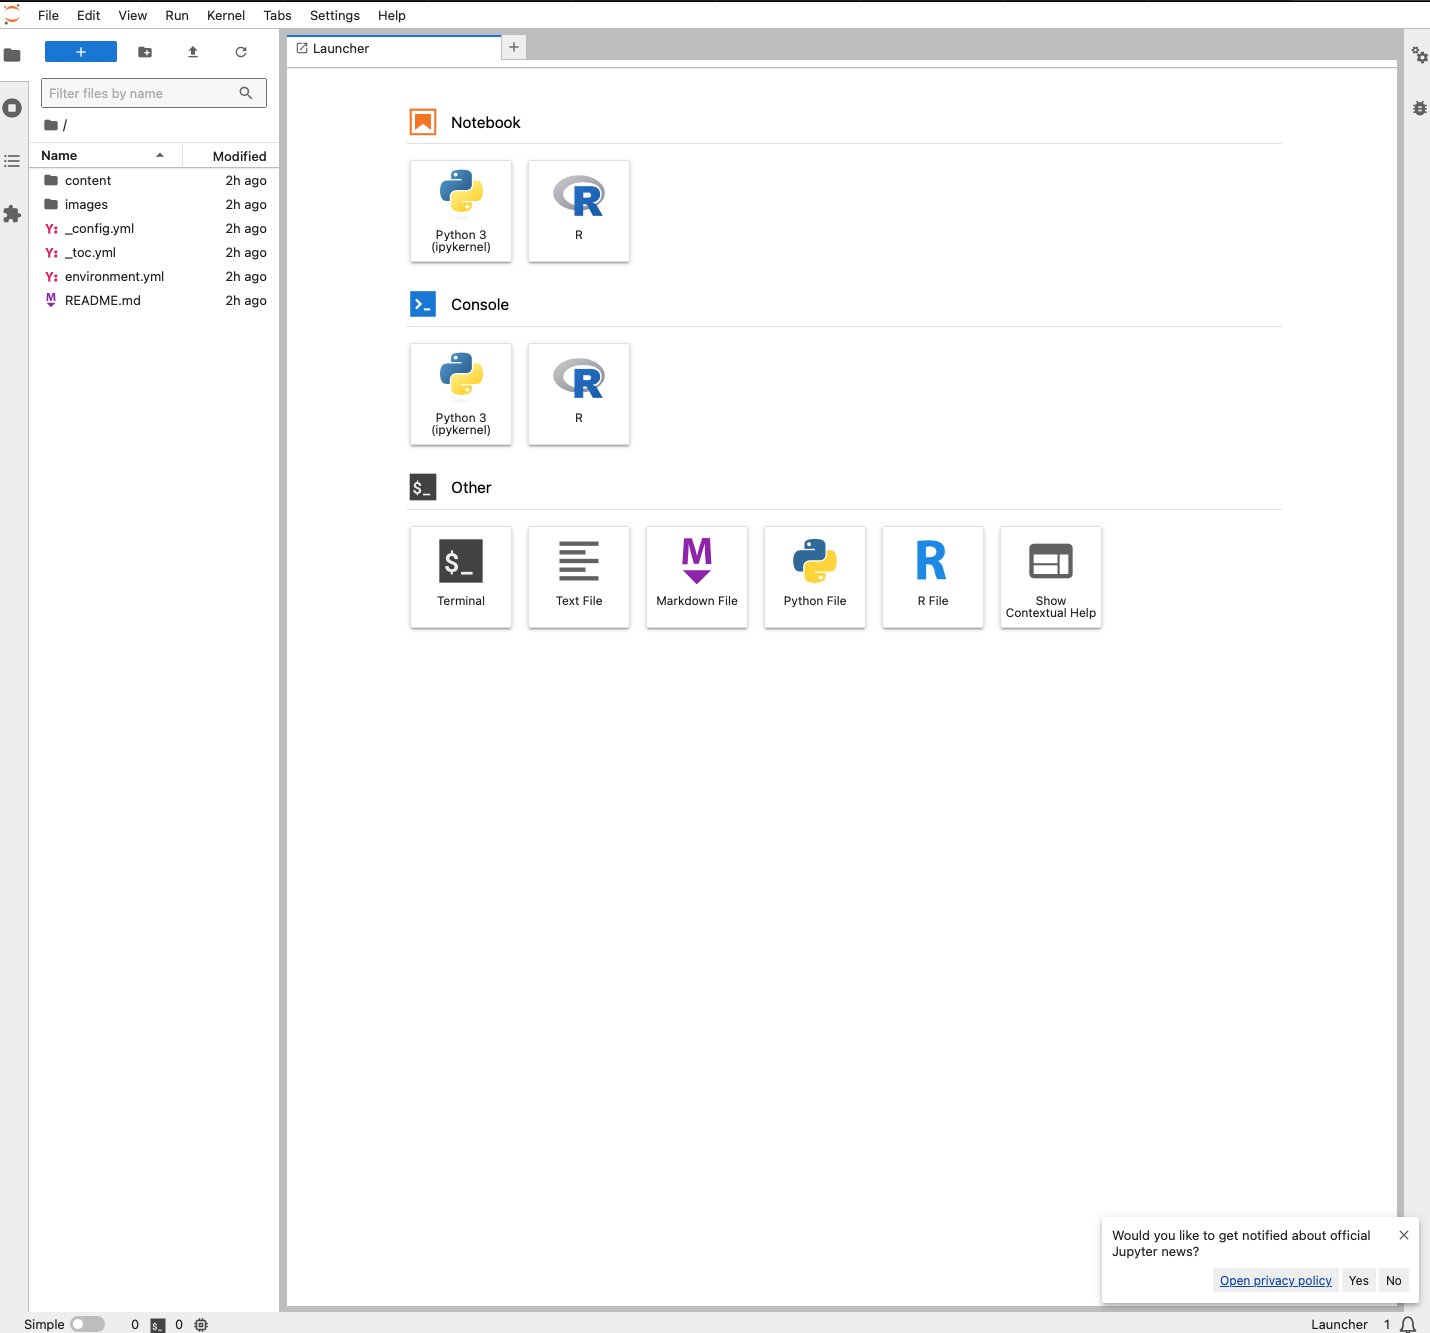 File Edit View Run Kernel Tabs Settings Help
Launcher
Filter files by name
/
Name Modified
content 2h ago
images 2h ago
Y: _config.yml 2h ago
Y: _toc.yml 2h ago
Y: environment.yml 2h ago
M README.md 2h ago
Notebook
Python 3
(ipykernel)
R
R
Console
Python 3
(ipykernel)
R
R
$_ Other
$_
Terminal
Text File
M
Markdown File
Python File
R
R File
Show
Contextual Help
Would you like to get notified about official
Jupyter news?
Open privacy policy Yes No
Simple 0 $_ 0 Launcher 1